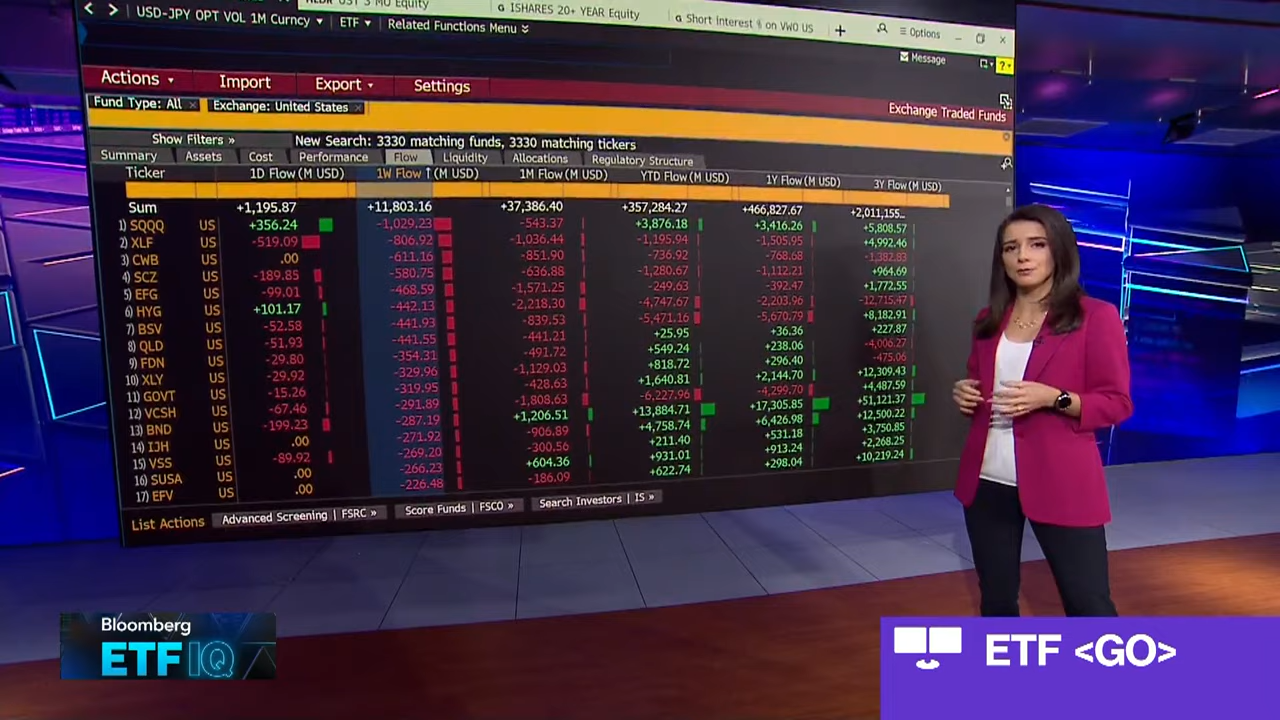 HEDR UST 3 MO Equity
G ISHARES 20+ YEAR Equity
G Short interest % on VWO US
USD-JPY OPT VOL 1M Curncy ETF Related Functions Menu
Options
Message
?
Actions Import Export Settings
Exchange Traded Funds
Fund Type: All × Exchange: United States ×
Show Filters » New Search: 3330 matching funds, 3330 matching tickers
Summary Assets Cost Performance Flow Liquidity Allocations Regulatory Structure
Ticker 1D Flow (M USD) 1W Flow ↑ (M USD) 1M Flow (M USD) YTD Flow (M USD) 1Y Flow (M USD) 3Y Flow (M USD)
Sum +1,195.87 +11,803.16 +37,386.40 +357,284.27 +466,827.67 +2,011,155...
1) SQQQ US +356.24 -1,029.23 -543.37 +3,876.18 +3,416.26 +5,808.57
2) XLF US -519.09 -806.92 -1,036.44 -1,195.94 -1,505.95 +4,992.46
3) CWB US .00 -611.16 -851.90 -736.92 -768.68 -1,382.83
4) SCZ US -189.85 -580.75 -636.88 -1,280.67 -1,112.21 +964.69
5) EFG US -99.01 -468.59 -1,571.25 -249.63 -392.47 +1,772.55
6) HYG US +101.17 -442.13 -2,218.30 -4,747.67 -2,203.96 -12,715.47
7) BSV US -52.58 -441.93 -839.53 -5,471.16 -5,670.79 +8,182.91
8) QLD US -51.93 -441.55 -441.21 +25.95 +36.36 +227.87
9) FDN US -29.80 -354.31 -491.72 +549.24 +238.06 -4,006.27
10) XLY US -29.92 -329.96 -1,129.03 +818.72 +296.40 -475.06
11) GOVT US -15.26 -319.95 -428.63 +1,640.81 +2,144.70 +12,309.43
12) VCSH US -67.46 -291.89 -1,808.63 -6,227.96 -4,299.70 +4,487.59
13) BND US -199.23 -287.19 +1,206.51 +13,884.71 +17,305.85 +51,121.37
14) IJH US .00 -271.92 -906.89 +4,758.74 +6,426.98 +12,500.22
15) VSS US -89.92 -269.20 -300.56 +211.40 +531.18 +3,750.85
16) SUSA US .00 -266.23 +604.36 +931.01 +913.24 +2,268.25
17) EFV US .00 -226.48 -186.09 +622.74 +298.04 +10,219.24
List Actions Advanced Screening | FSRC » Score Funds | FSCO » Search Investors | IS »
Bloomberg
ETF IQ
ETF <GO>